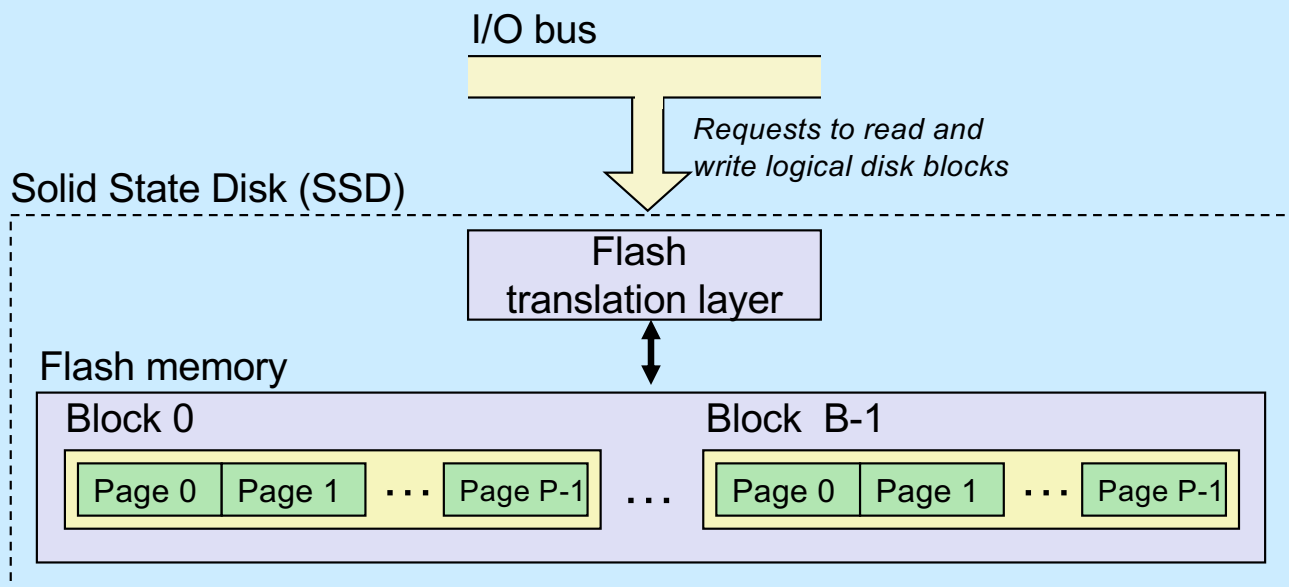 I/O bus
Requests to read and
write logical disk blocks
Solid State Disk (SSD)
Flash
translation layer
Flash memory
Block 0
Block B-1
Page 0 Page 1 ... Page P-1 ... Page 0 Page 1 ... Page P-1